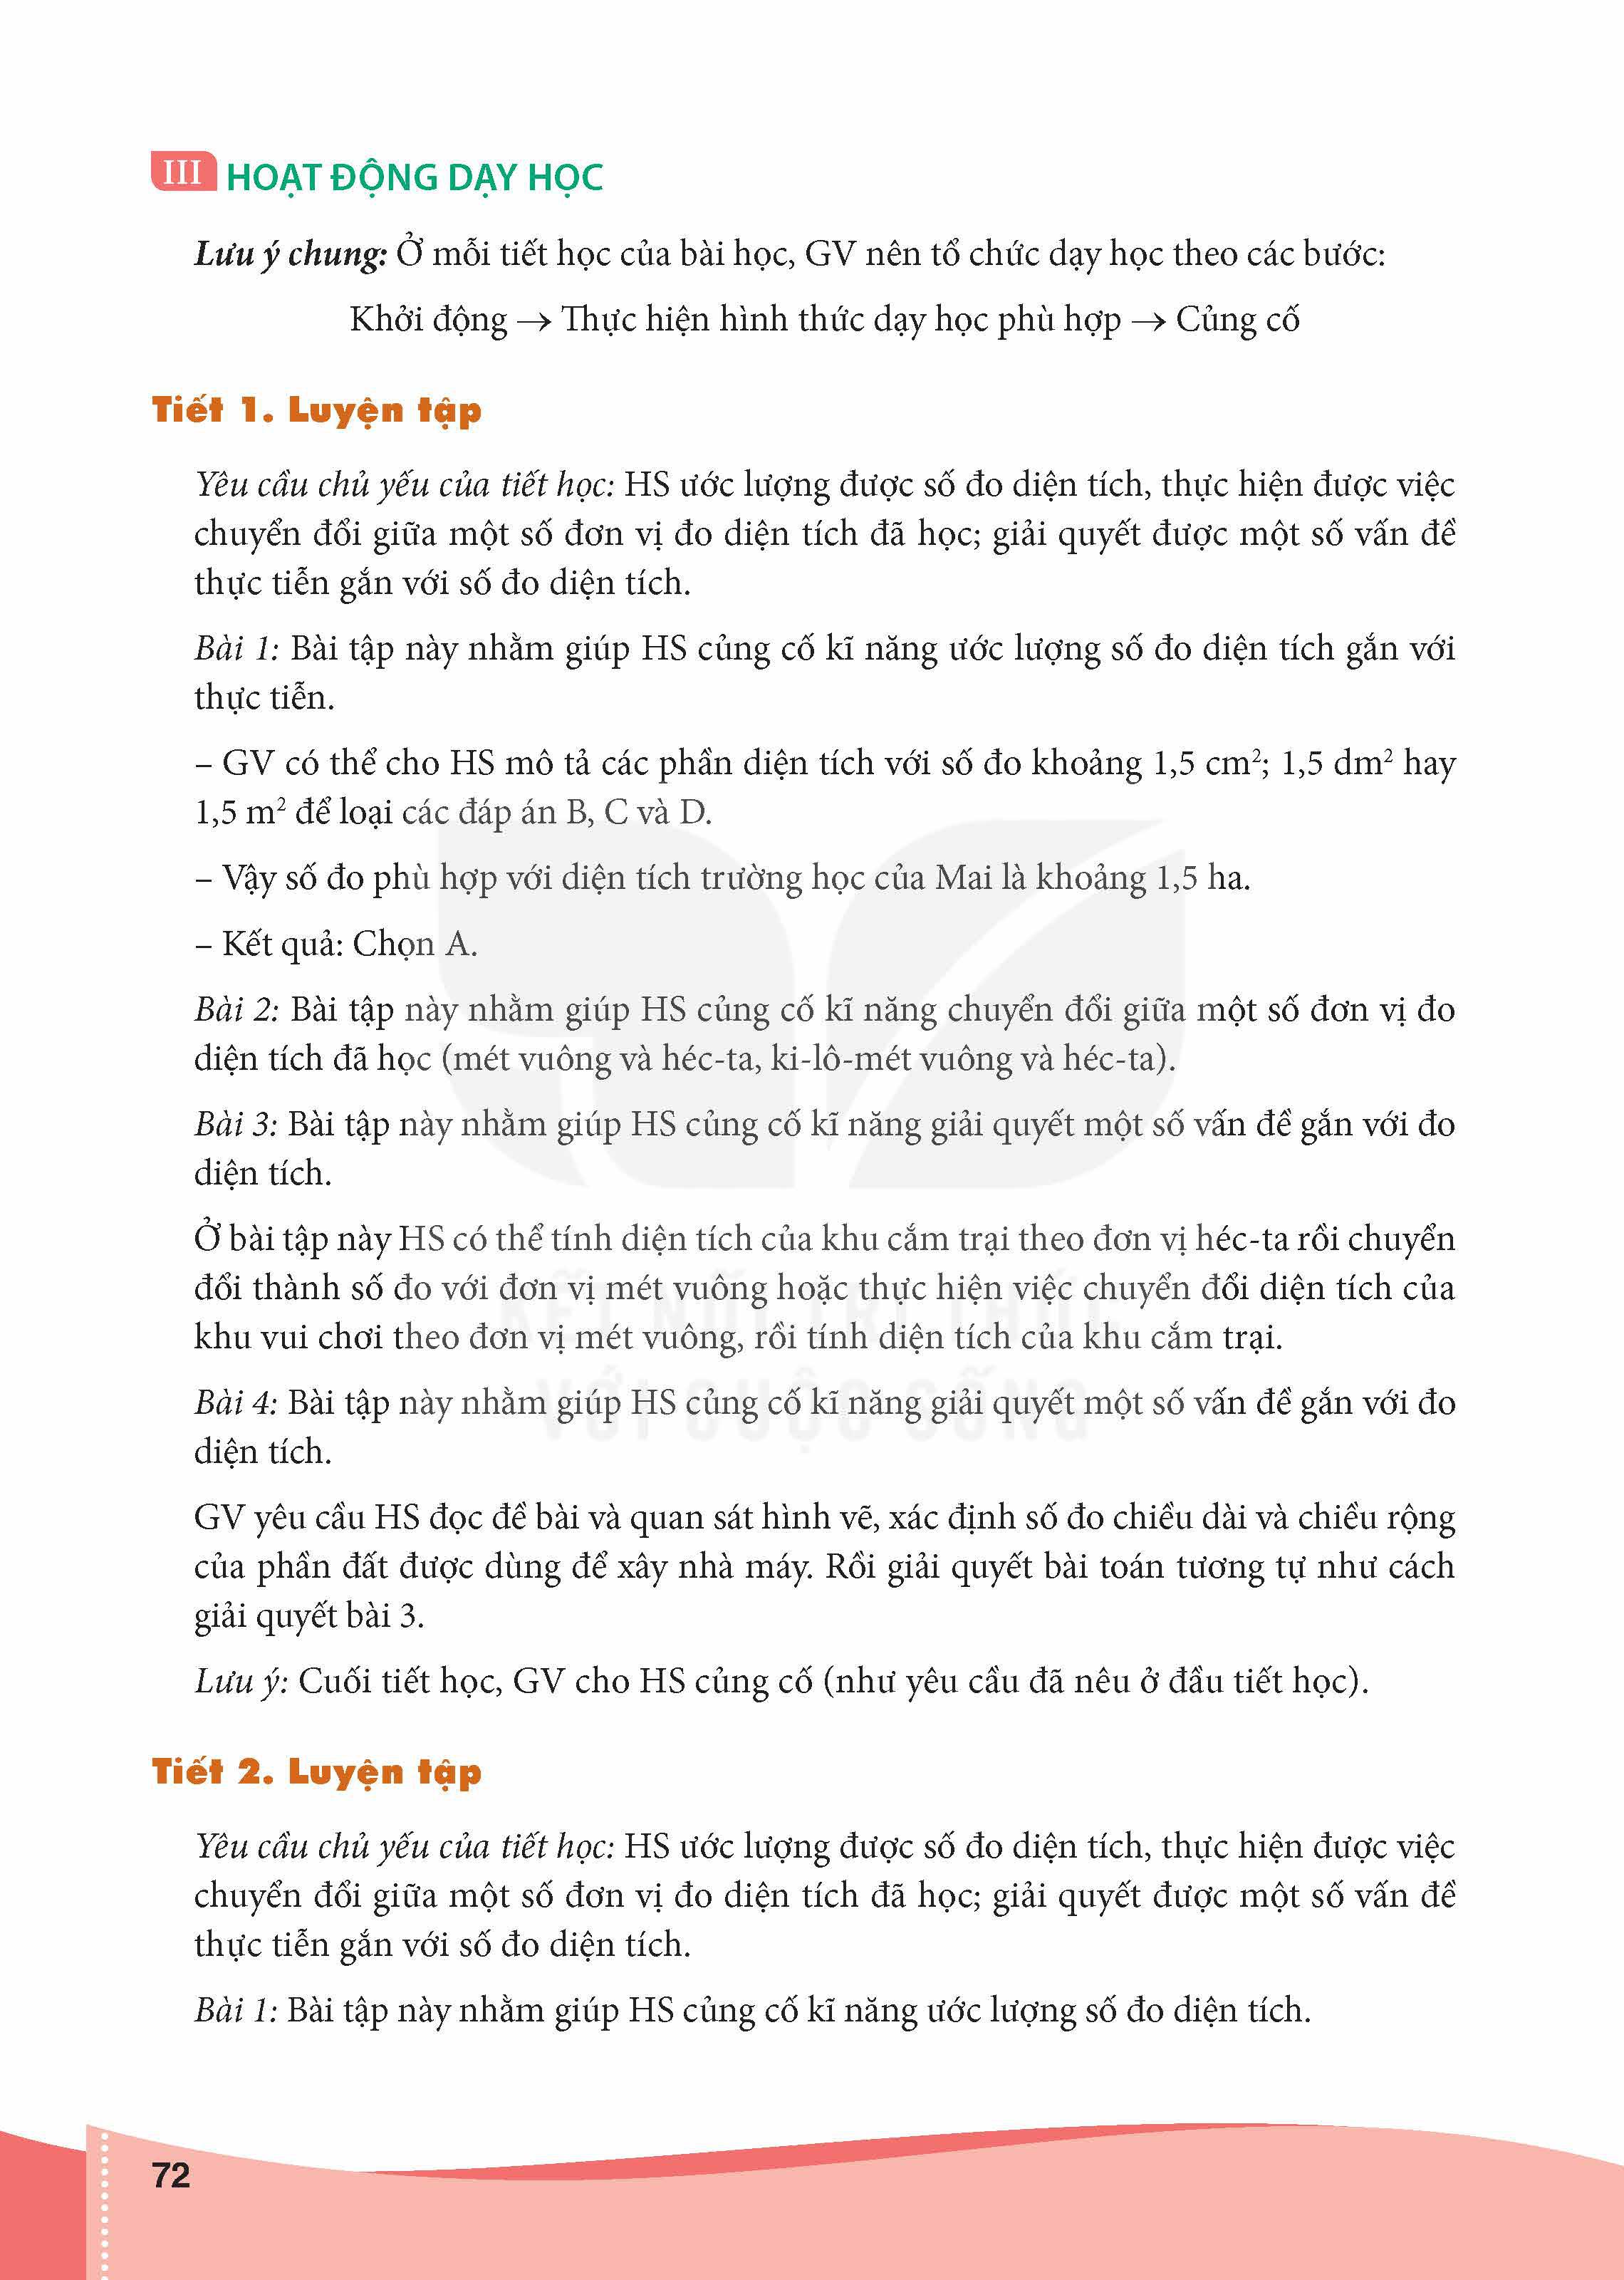 III HOẠT ĐỘNG DẠY HỌC
Lưu ý chung: Ở mỗi tiết học của bài học, GV nên tổ chức dạy học theo các bước:
Khởi động → Thực hiện hình thức dạy học phù hợp → Củng cố
Tiết 1. Luyện tập
Yêu cầu chủ yếu của tiết học: HS ước lượng được số đo diện tích, thực hiện được việc
chuyển đổi giữa một số đơn vị đo diện tích đã học; giải quyết được một số vấn đề
thực tiễn gắn với số đo diện tích.
Bài 1: Bài tập này nhằm giúp HS củng cố kĩ năng ước lượng số đo diện tích gắn với
thực tiễn.
– GV có thể cho HS mô tả các phần diện tích với số đo khoảng 1,5 cm²; 1,5 dm² hay
1,5 m² để loại các đáp án B, C và D.
– Vậy số đo phù hợp với diện tích trường học của Mai là khoảng 1,5 ha.
– Kết quả: Chọn A.
Bài 2: Bài tập này nhằm giúp HS củng cố kĩ năng chuyển đổi giữa một số đơn vị đo
diện tích đã học (mét vuông và héc-ta, ki-lô-mét vuông và héc-ta).
Bài 3: Bài tập này nhằm giúp HS củng cố kĩ năng giải quyết một số vấn đề gắn với đo
diện tích.
Ở bài tập này HS có thể tính diện tích của khu cắm trại theo đơn vị héc-ta rồi chuyển
đổi thành số đo với đơn vị mét vuông hoặc thực hiện việc chuyển đổi diện tích của
khu vui chơi theo đơn vị mét vuông, rồi tính diện tích của khu cắm trại.
KẾT NỐI TRI THỨC
VỚI CUỘC SỐNG
Bài 4: Bài tập này nhằm giúp HS củng cố kĩ năng giải quyết một số vấn đề gắn với đo
diện tích.
GV yêu cầu HS đọc đề bài và quan sát hình vẽ, xác định số đo chiều dài và chiều rộng
của phần đất được dùng để xây nhà máy. Rồi giải quyết bài toán tương tự như cách
giải quyết bài 3.
Lưu ý: Cuối tiết học, GV cho HS củng cố (như yêu cầu đã nêu ở đầu tiết học).
Tiết 2. Luyện tập
Yêu cầu chủ yếu của tiết học: HS ước lượng được số đo diện tích, thực hiện được việc
chuyển đổi giữa một số đơn vị đo diện tích đã học; giải quyết được một số vấn đề
thực tiễn gắn với số đo diện tích.
Bài 1: Bài tập này nhằm giúp HS củng cố kĩ năng ước lượng số đo diện tích.
72